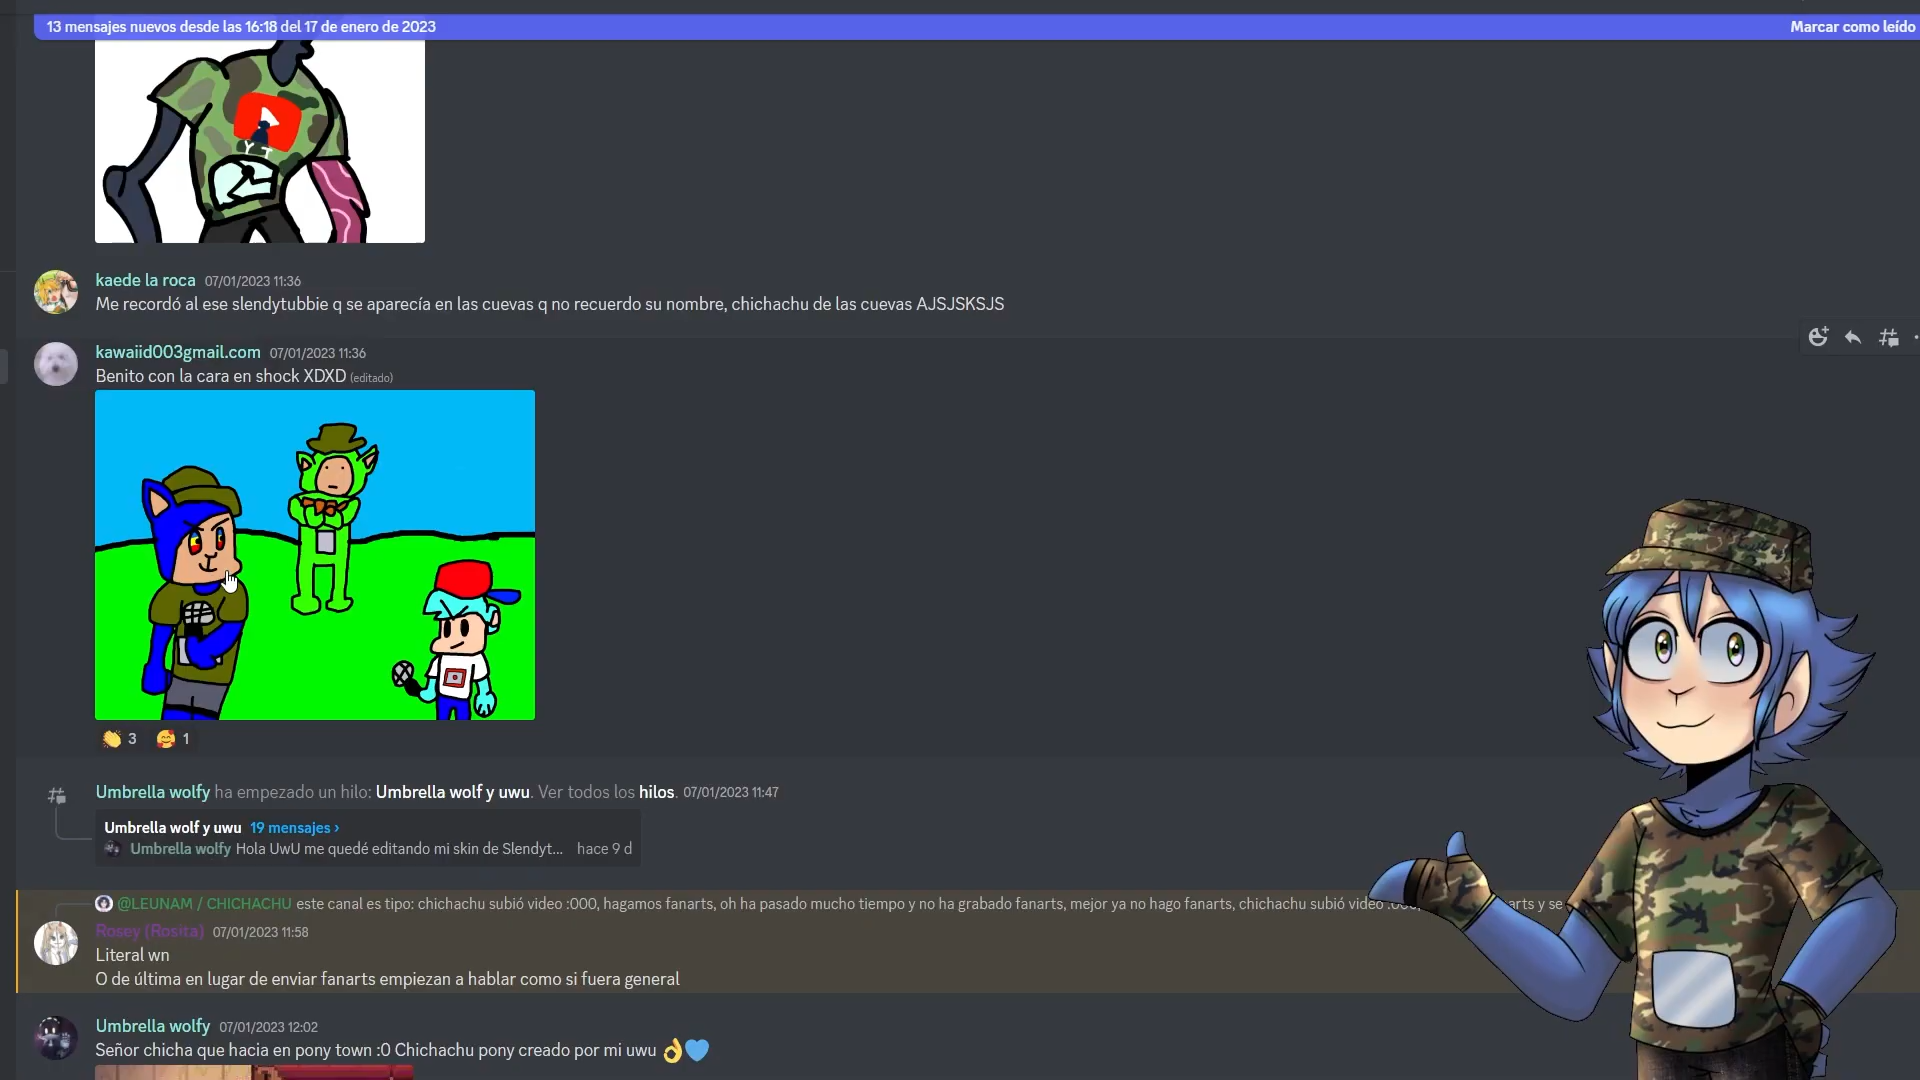 13 mensajes nuevos desde las 16:18 del 17 de enero de 2023
Marcar como leído
Y T
kaede la roca 07/01/2023 11:36
Me recordó al ese slendytubbie q se aparecía en las cuevas q no recuerdo su nombre, chichachu de las cuevas AJSJSKSJS
kawaiid003gmail.com 07/01/2023 11:36
Benito con la cara en shock XDXD (editado)
👏 3 🥰 1
Umbrella wolfy ha empezado un hilo: Umbrella wolf y uwu. Ver todos los hilos. 07/01/2023 11:47
Umbrella wolf y uwu 19 mensajes ›
Umbrella wolfy Hola UwU me quedé editando mi skin de Slendyt... hace 9 d
@LEUNAM / CHICHACHU este canal es tipo: chichachu subió video :000, hagamos fanarts, oh ha pasado mucho tiempo y no ha grabado fanarts, mejor ya no hago fanarts, chichachu subió video y se
Rosey (Rosita) 07/01/2023 11:58
Literal wn
O de última en lugar de enviar fanarts empiezan a hablar como si fuera general
Umbrella wolfy 07/01/2023 12:02
Señor chicha que hacia en pony town :0 Chichachu pony creado por mi uwu 👌💙